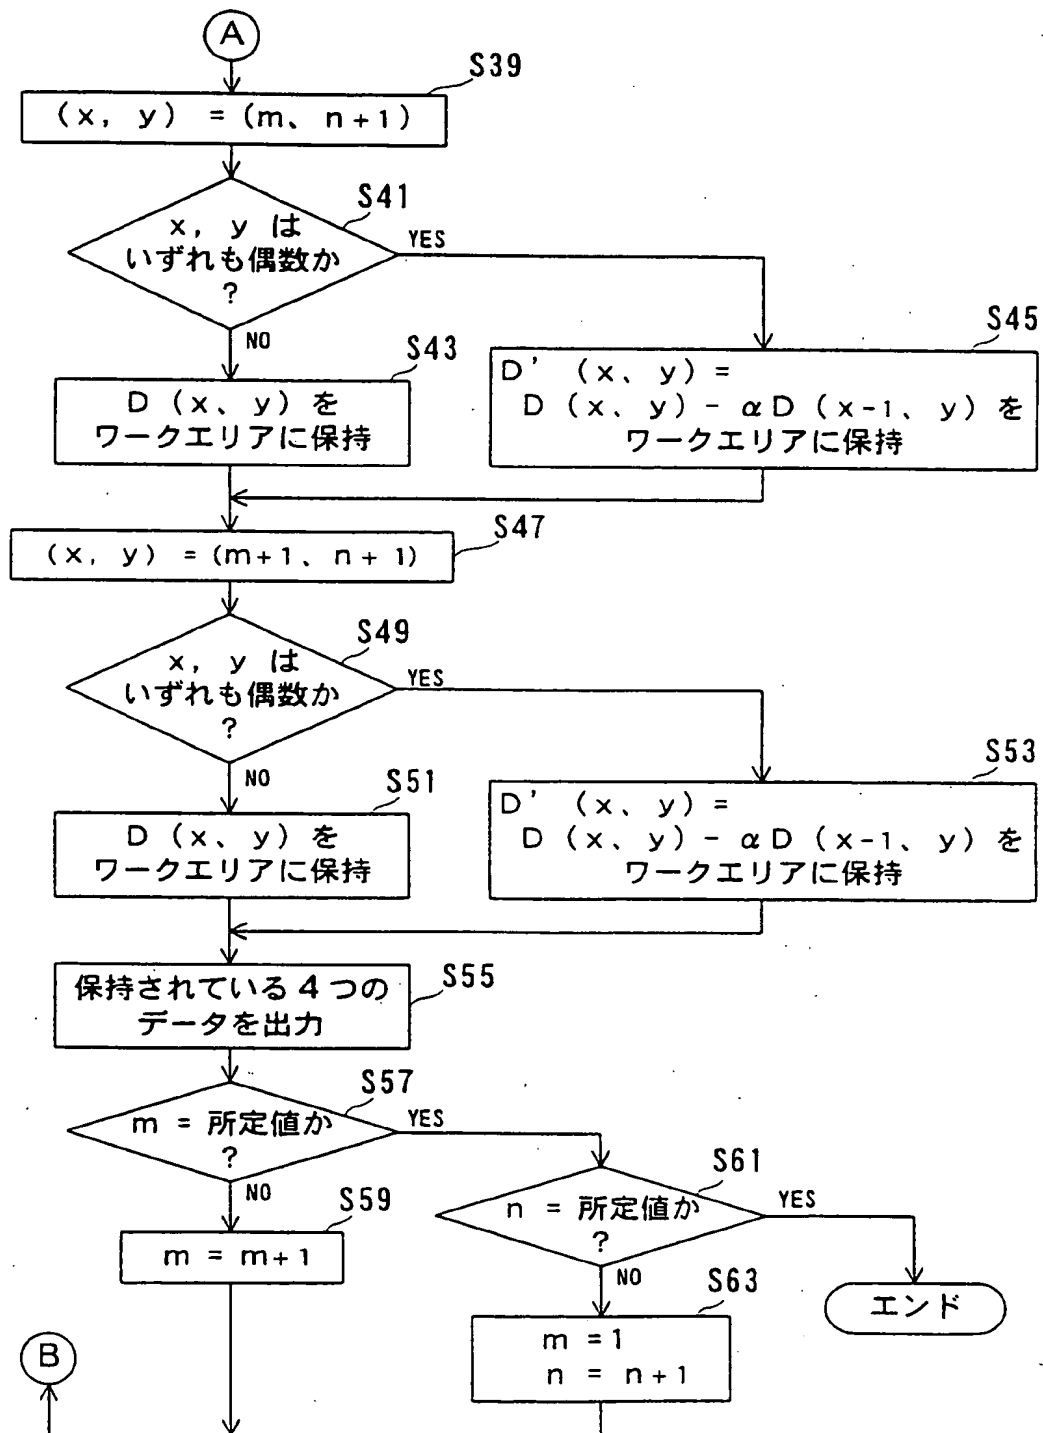 A
S39
(x, y) = (m、n+1)
S41
x, y は
いずれも偶数か
?
YES
NO
S43
D (x、y) を
ワークエリアに保持
S45
D' (x、y) =
D (x、y) - αD (x-1、y) を
ワークエリアに保持
S47
(x, y) = (m+1、n+1)
S49
x, y は
いずれも偶数か
?
YES
NO
S51
D (x、y) を
ワークエリアに保持
S53
D' (x、y) =
D (x、y) - αD (x-1、y) を
ワークエリアに保持
S55
保持されている4つの
データを出力
S57
m = 所定値か
?
YES
NO
S59
m = m+1
S61
n = 所定値か
?
YES
NO
S63
m = 1
n = n+1
エンド
B